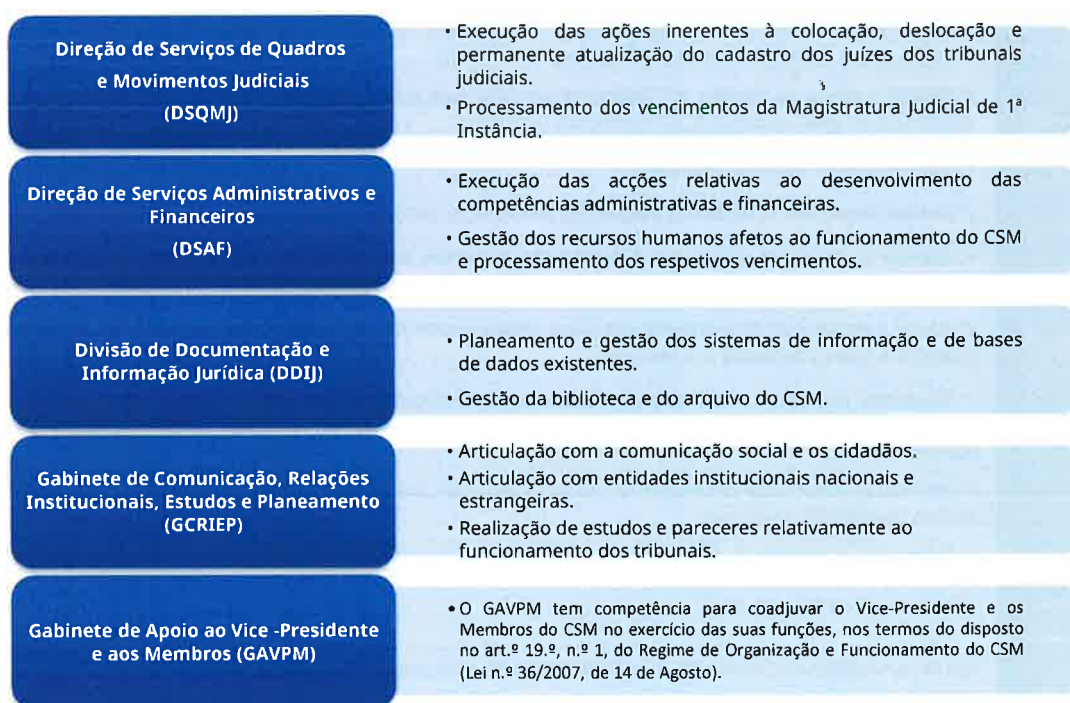 Direção de Serviços de Quadros
e Movimentos Judiciais
(DSQMJ)
• Execução das ações inerentes à colocação, deslocação e
permanente atualização do cadastro dos juízes dos tribunais
judiciais.
• Processamento dos vencimentos da Magistratura Judicial de 1ª
Instância.
Direção de Serviços Administrativos e
Financeiros
(DSAF)
• Execução das acções relativas ao desenvolvimento das
competências administrativas e financeiras.
• Gestão dos recursos humanos afetos ao funcionamento do CSM
e processamento dos respetivos vencimentos.
Divisão de Documentação e
Informação Jurídica (DDIJ)
• Planeamento e gestão dos sistemas de informação e de bases
de dados existentes.
• Gestão da biblioteca e do arquivo do CSM.
Gabinete de Comunicação, Relações
Institucionais, Estudos e Planeamento
(GCRIEP)
• Articulação com a comunicação social e os cidadãos.
• Articulação com entidades institucionais nacionais e
estrangeiras.
• Realização de estudos e pareceres relativamente ao
funcionamento dos tribunais.
Gabinete de Apoio ao Vice -Presidente
e aos Membros (GAVPM)
• O GAVPM tem competência para coadjuvar o Vice-Presidente e os
Membros do CSM no exercício das suas funções, nos termos do disposto
no art.º 19.º, n.º 1, do Regime de Organização e Funcionamento do CSM
(Lei n.º 36/2007, de 14 de Agosto).